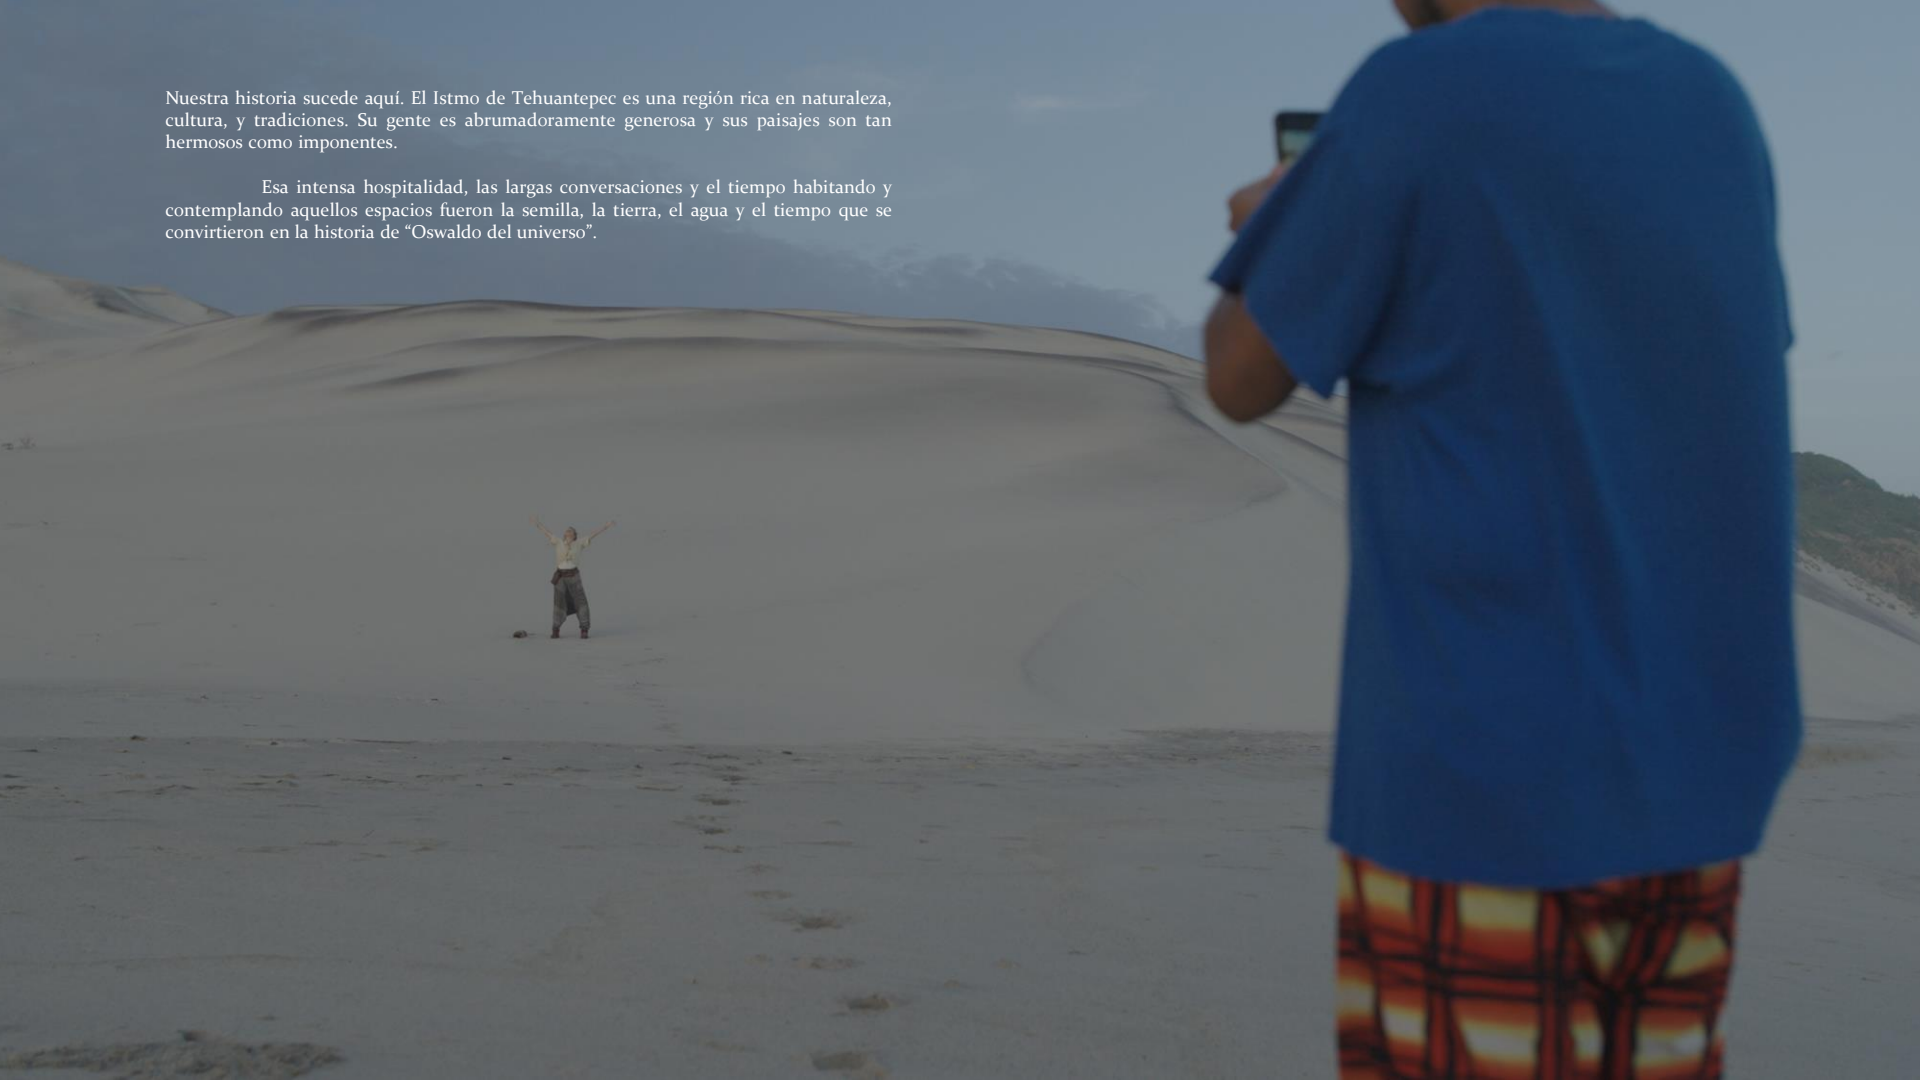 Nuestra historia sucede aquí. El Istmo de Tehuantepec es una región rica en naturaleza,
cultura, y tradiciones. Su gente es abrumadoramente generosa y sus paisajes son tan
hermosos como imponentes.
Esa intensa hospitalidad, las largas conversaciones y el tiempo habitando y
contemplando aquellos espacios fueron la semilla, la tierra, el agua y el tiempo que se
convirtieron en la historia de “Oswaldo del universo”.